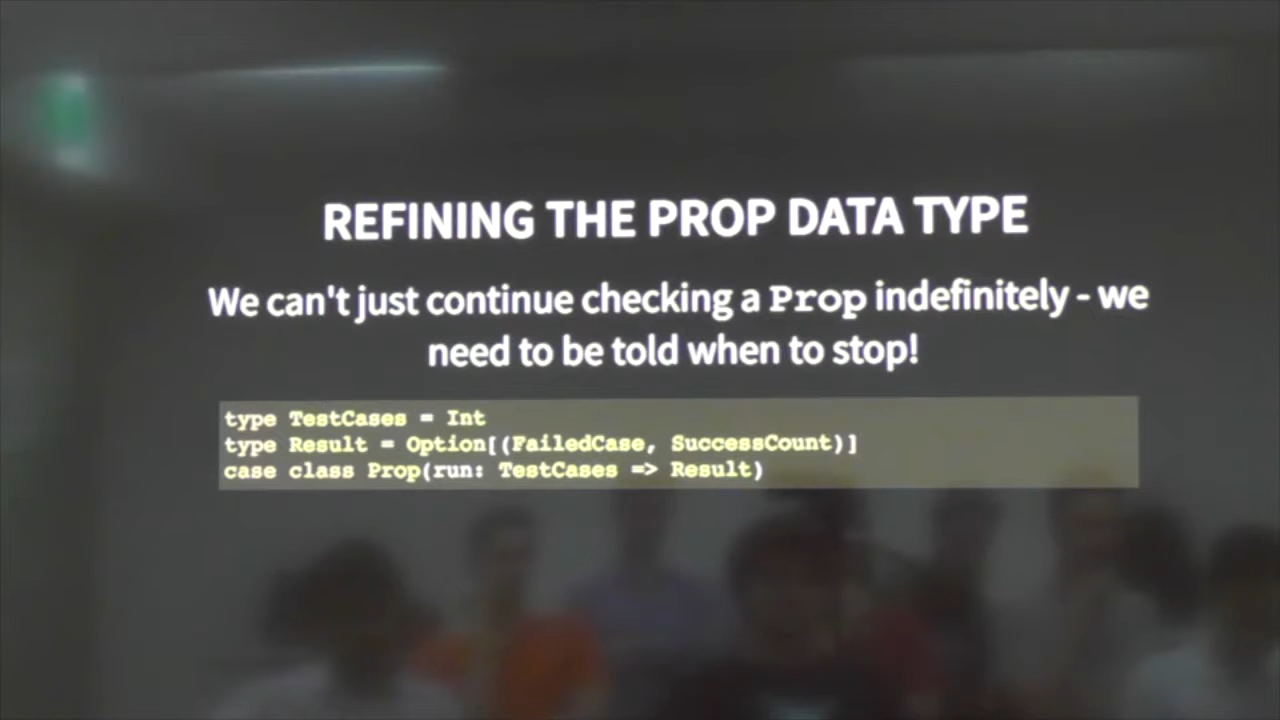 REFINING THE PROP DATA TYPE
We can't just continue checking a Prop indefinitely - we
need to be told when to stop!
type TestCases = Int
type Result = Option[(FailedCase, SuccessCount)]
case class Prop(run: TestCases => Result)